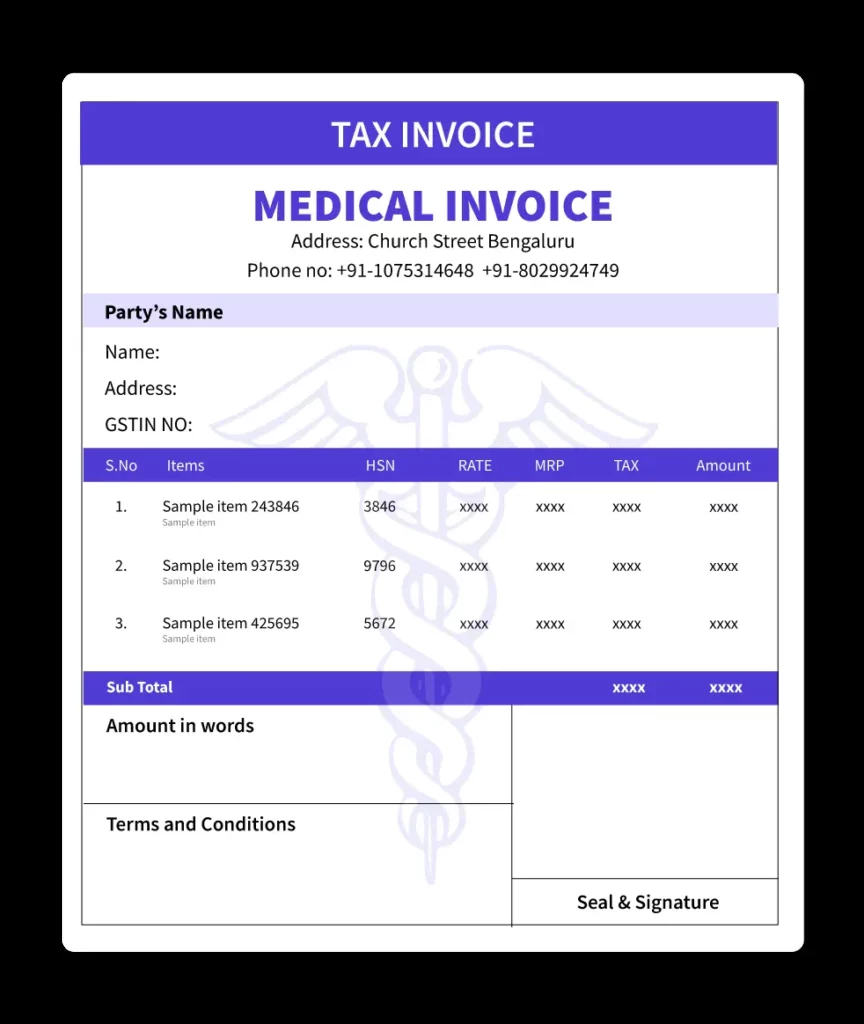 TAX INVOICE
MEDICAL INVOICE
Address: Church Street Bengaluru
Phone no: +91-1075314648 +91-8029924749
Party’s Name
Name:
Address:
GSTIN NO:
S.No Items HSN RATE MRP TAX Amount
1. Sample item 243846 3846 xxxx xxxx xxxx xxxx
Sample item
2. Sample item 937539 9796 xxxx xxxx xxxx xxxx
Sample item
3. Sample item 425695 5672 xxxx xxxx xxxx xxxx
Sample item
Sub Total xxxx xxxx
Amount in words
Terms and Conditions
Seal & Signature